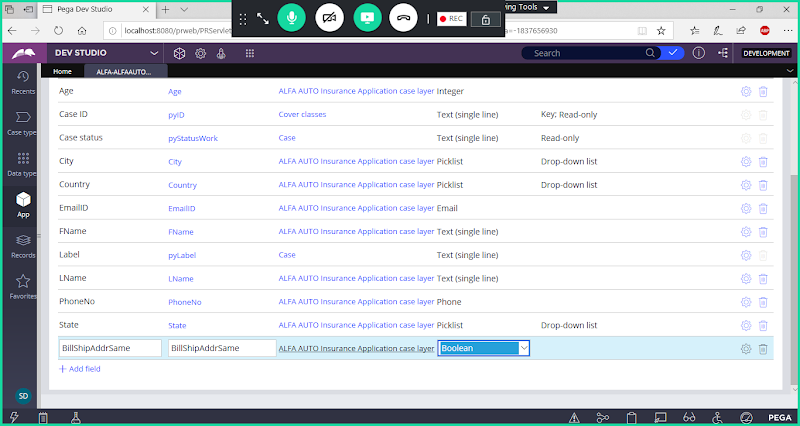 Pega Dev Studio
ving Tools
localhost:8080/prweb/PRServlet
REC
a=-1837656930
ABP
DEV STUDIO
Search
DEVELOPMENT
Home
ALFA-ALFAAUTO...
Recents
Case type
Data types
App
Records
Favorites
SD
Age Age ALFA AUTO Insurance Application case layer Integer
Case ID pyID Cover classes Text (single line) Key; Read-only
Case status pyStatusWork Case Text (single line) Read-only
City City ALFA AUTO Insurance Application case layer Picklist Drop-down list
Country Country ALFA AUTO Insurance Application case layer Picklist Drop-down list
EmailID EmailID ALFA AUTO Insurance Application case layer Email
FName FName ALFA AUTO Insurance Application case layer Text (single line)
Label pyLabel Case Text (single line)
LName LName ALFA AUTO Insurance Application case layer Text (single line)
PhoneNo PhoneNo ALFA AUTO Insurance Application case layer Phone
State State ALFA AUTO Insurance Application case layer Picklist Drop-down list
BillShipAddrSame BillShipAddrSame ALFA AUTO Insurance Application case layer Boolean
+ Add field
PEGA